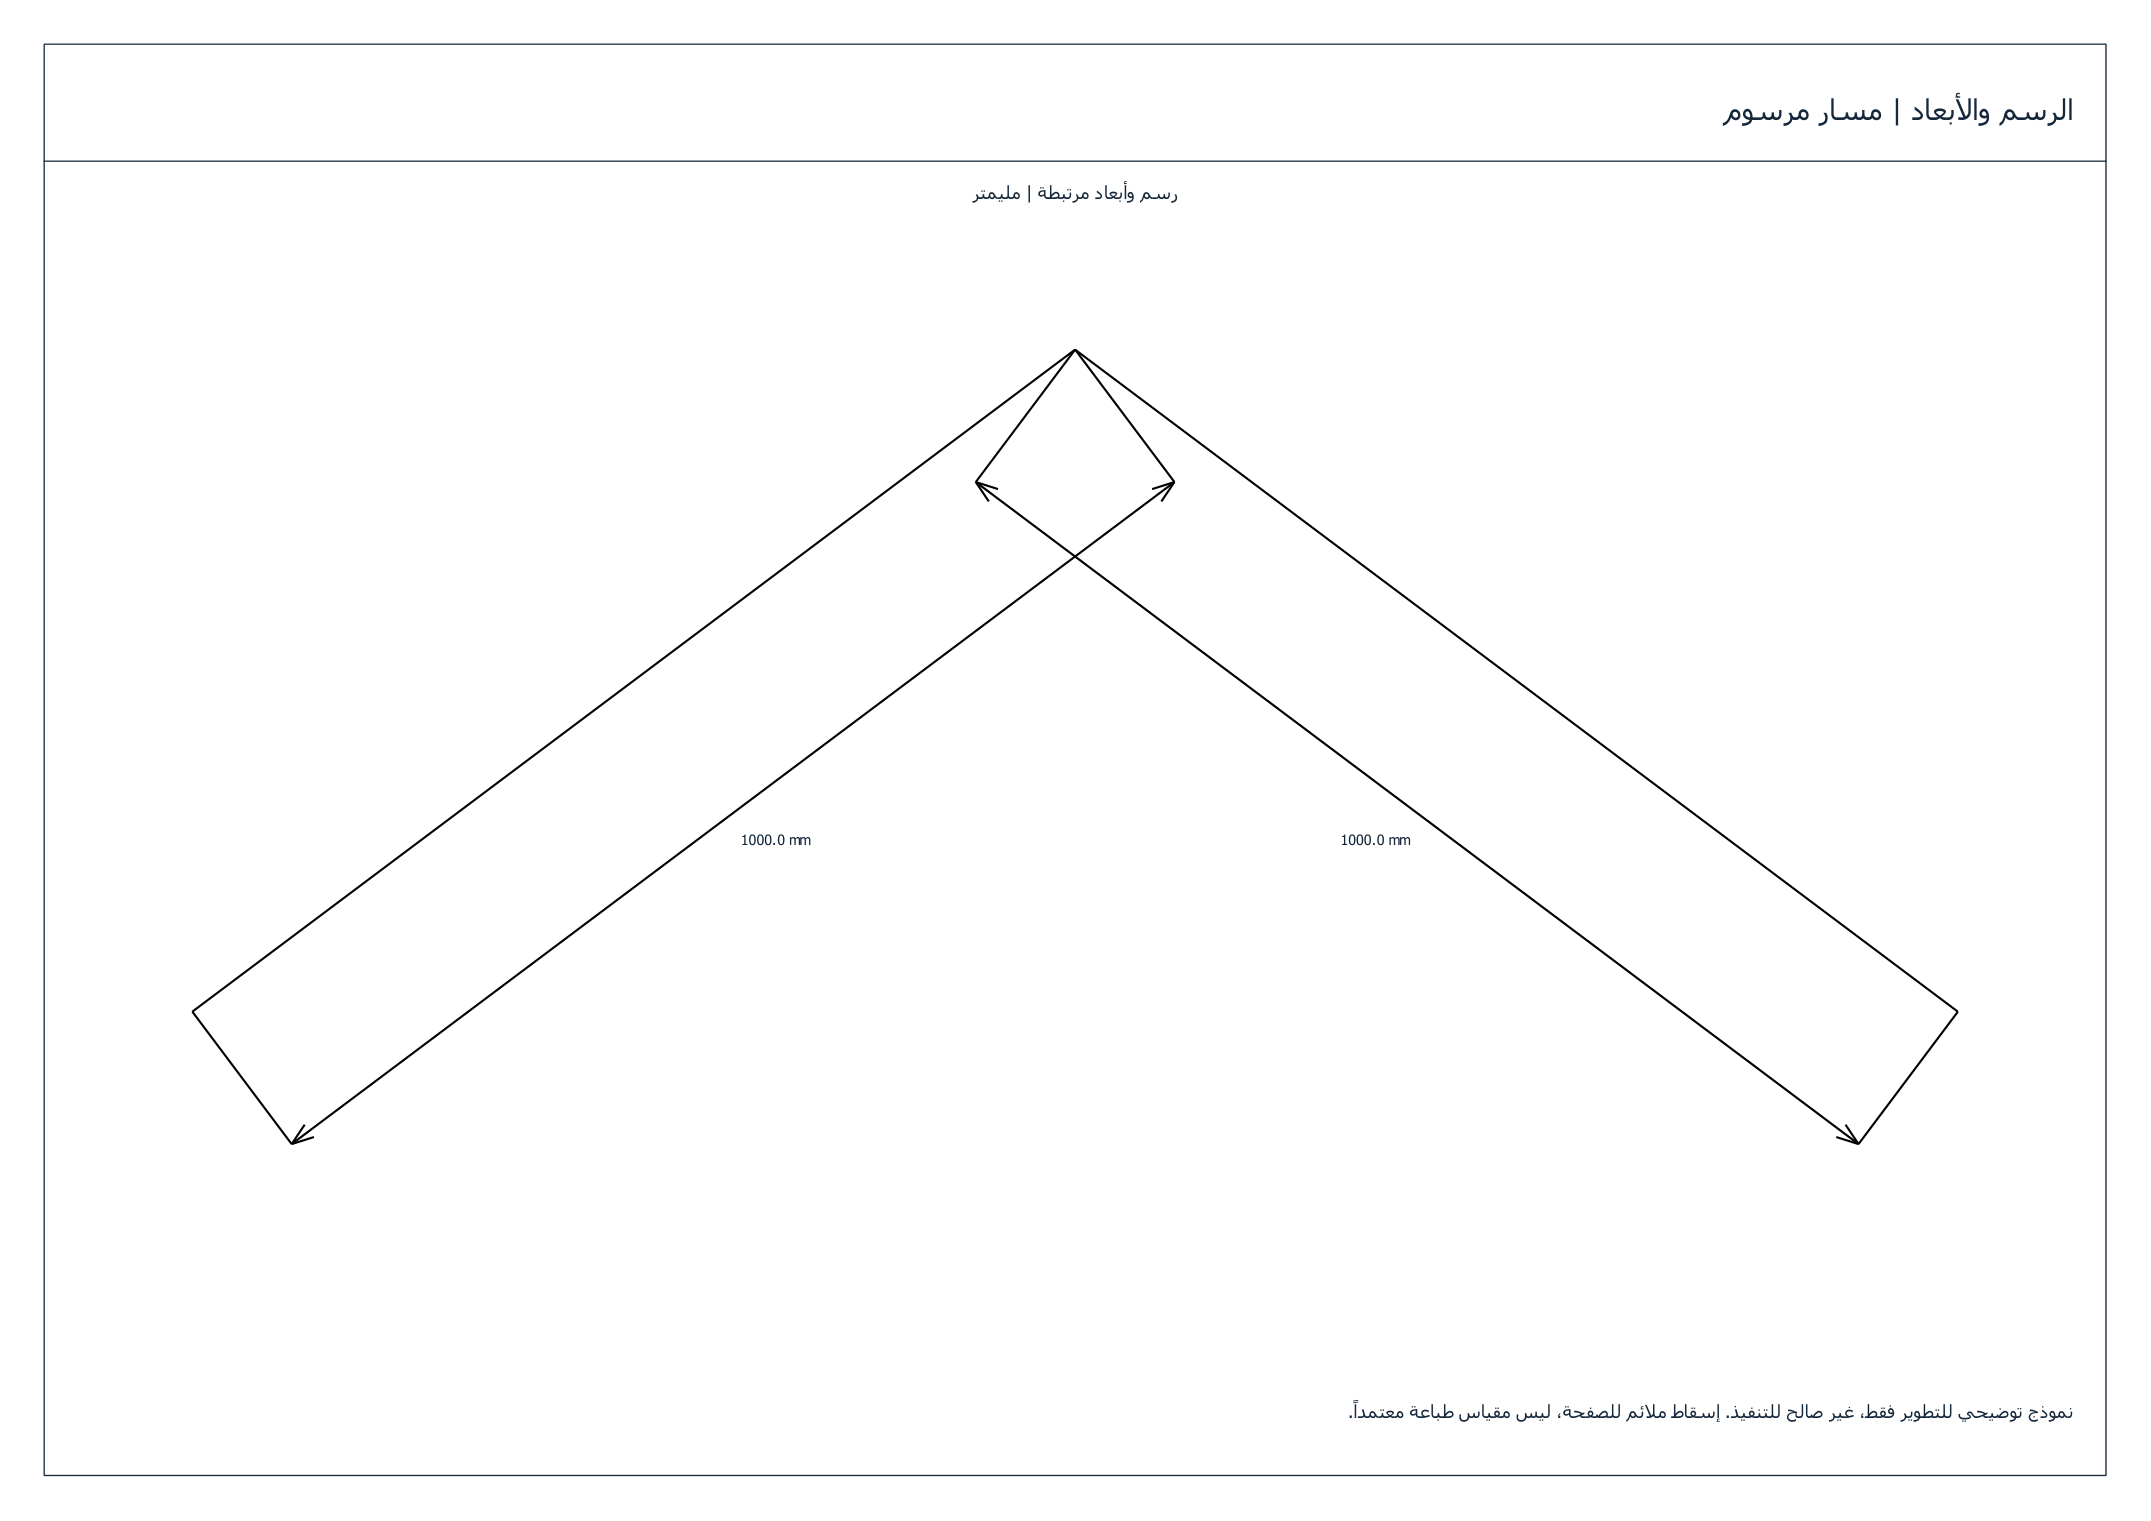 الرسم والأبعاد | مسار مرسوم
رسم وأبعاد مرتبطة | مليمتر
1000.0 mm
1000.0 mm
نموذج توضيحي للتطوير فقط، غير صالح للتنفيذ. إسقاط ملائم للصفحة، ليس مقياس طباعة معتمداً.